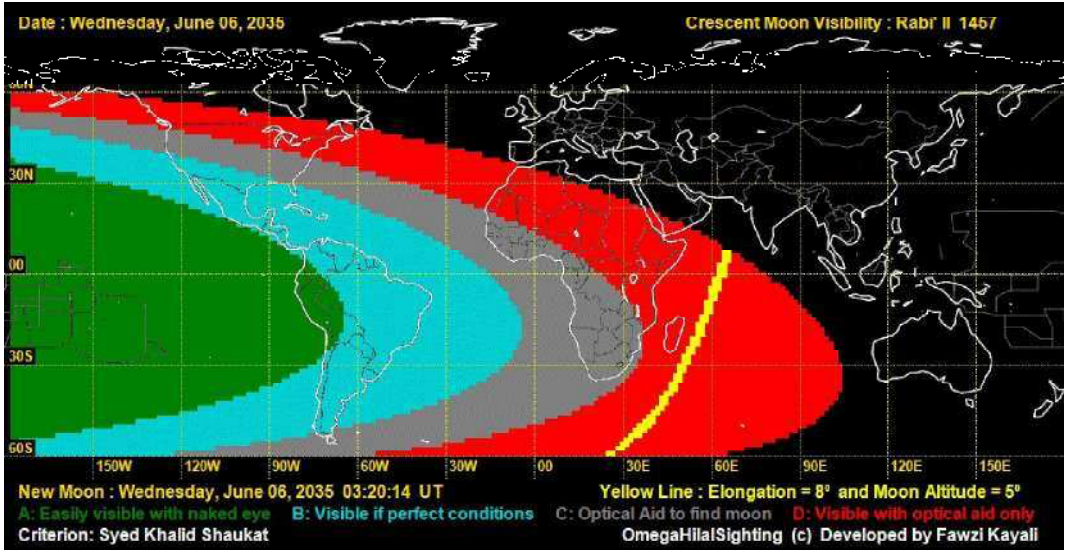 Date : Wednesday, June 06, 2035
Crescent Moon Visibility : Rabi' II 1457
60N
30N
00
30S
60S
150W 120W 90W 60W 30W 00 30E 60E 90E 120E 150E
New Moon : Wednesday, June 06, 2035 03:20:14 UT
Yellow Line : Elongation = 8º and Moon Altitude = 5º
A: Easily visible with naked eye B: Visible if perfect conditions C: Optical Aid to find moon D: Visible with optical aid only
Criterion: Syed Khalid Shaukat
OmegaHilalSighting (c) Developed by Fawzi Kayali